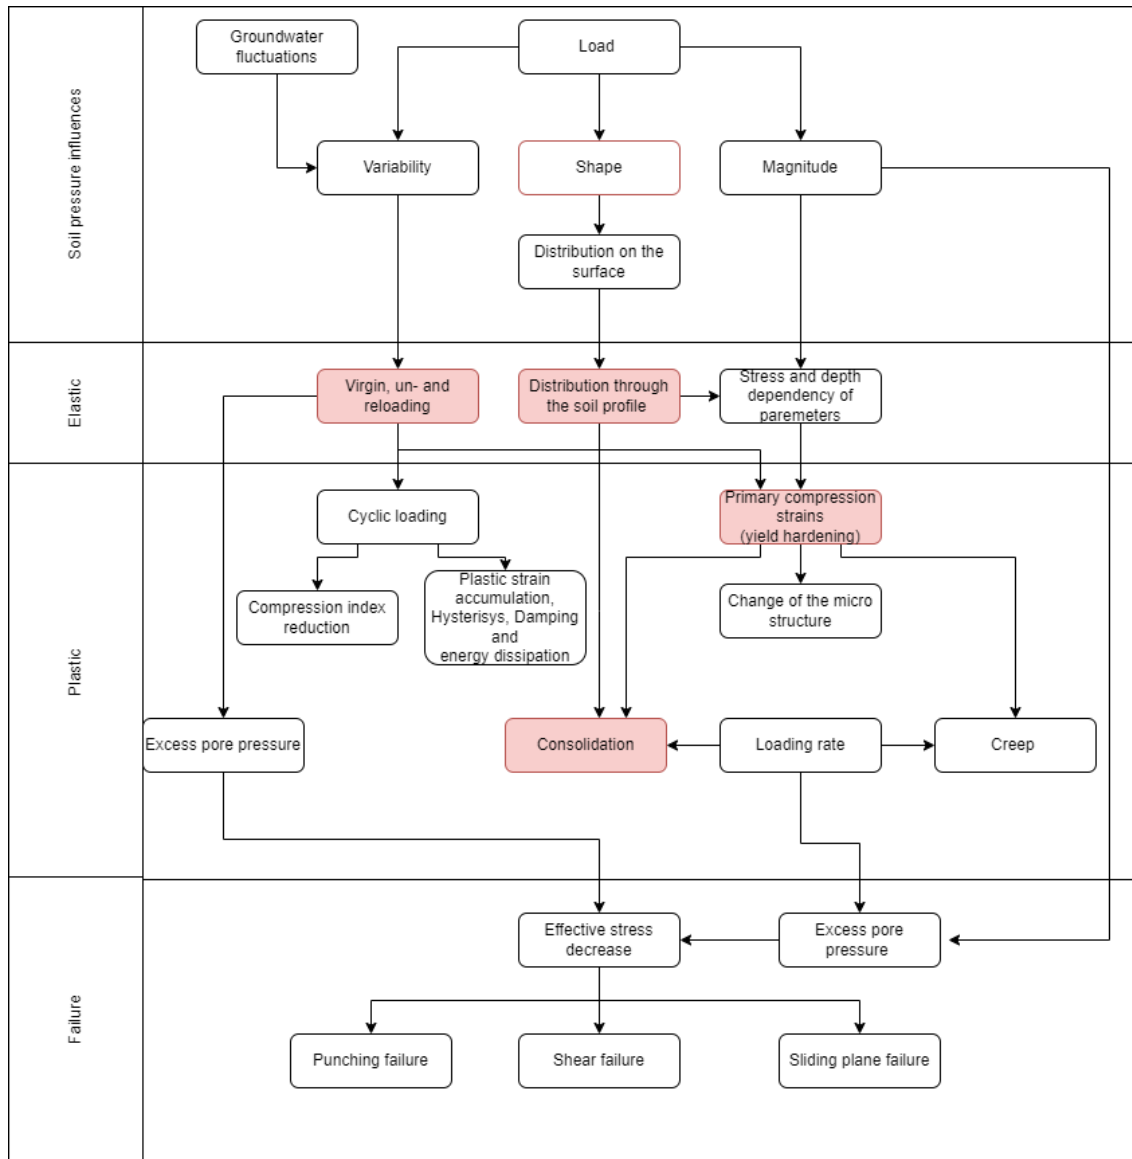 Soil pressure influences
Groundwater
fluctuations
Load
Variability
Shape
Magnitude
Distribution on the
surface
Elastic
Virgin, un- and
reloading
Distribution through
the soil profile
Stress and depth
dependency of
paremeters
Plastic
Cyclic loading
Primary compression
strains
(yield hardening)
Compression index
reduction
Plastic strain
accumulation,
Hysterisys, Damping
and
energy dissipation
Change of the micro
structure
Excess pore pressure
Consolidation
Loading rate
Creep
Failure
Effective stress
decrease
Excess pore
pressure
Punching failure
Shear failure
Sliding plane failure